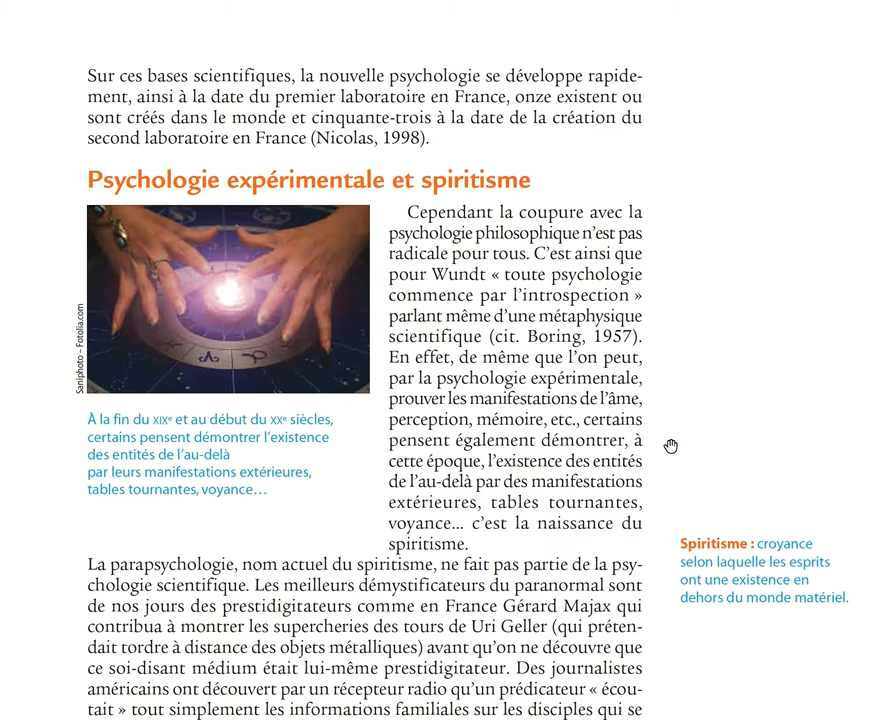 Sur ces bases scientifiques, la nouvelle psychologie se développe rapide-
ment, ainsi à la date du premier laboratoire en France, onze existent ou
sont créés dans le monde et cinquante-trois à la date de la création du
second laboratoire en France (Nicolas, 1998).
Psychologie expérimentale et spiritisme
Saniphoto – Fotolia.com
À la fin du XIXe et au début du XXe siècles,
certains pensent démontrer l'existence
des entités de l'au-delà
par leurs manifestations extérieures,
tables tournantes, voyance…
Cependant la coupure avec la
psychologie philosophique n'est pas
radicale pour tous. C'est ainsi que
pour Wundt « toute psychologie
commence par l'introspection »
parlant même d'une métaphysique
scientifique (cit. Boring, 1957).
En effet, de même que l'on peut,
par la psychologie expérimentale,
prouver les manifestations de l'âme,
perception, mémoire, etc., certains
pensent également démontrer, à
cette époque, l'existence des entités
de l'au-delà par des manifestations
extérieures, tables tournantes,
voyance... c'est la naissance du
spiritisme.
La parapsychologie, nom actuel du spiritisme, ne fait pas partie de la psy-
chologie scientifique. Les meilleurs démystificateurs du paranormal sont
de nos jours des prestidigitateurs comme en France Gérard Majax qui
contribua à montrer les supercheries des tours de Uri Geller (qui préten-
dait tordre à distance des objets métalliques) avant qu'on ne découvre que
ce soi-disant médium était lui-même prestidigitateur. Des journalistes
américains ont découvert par un récepteur radio qu'un prédicateur « écou-
tait » tout simplement les informations familiales sur les disciples qui se
Spiritisme : croyance
selon laquelle les esprits
ont une existence en
dehors du monde matériel.